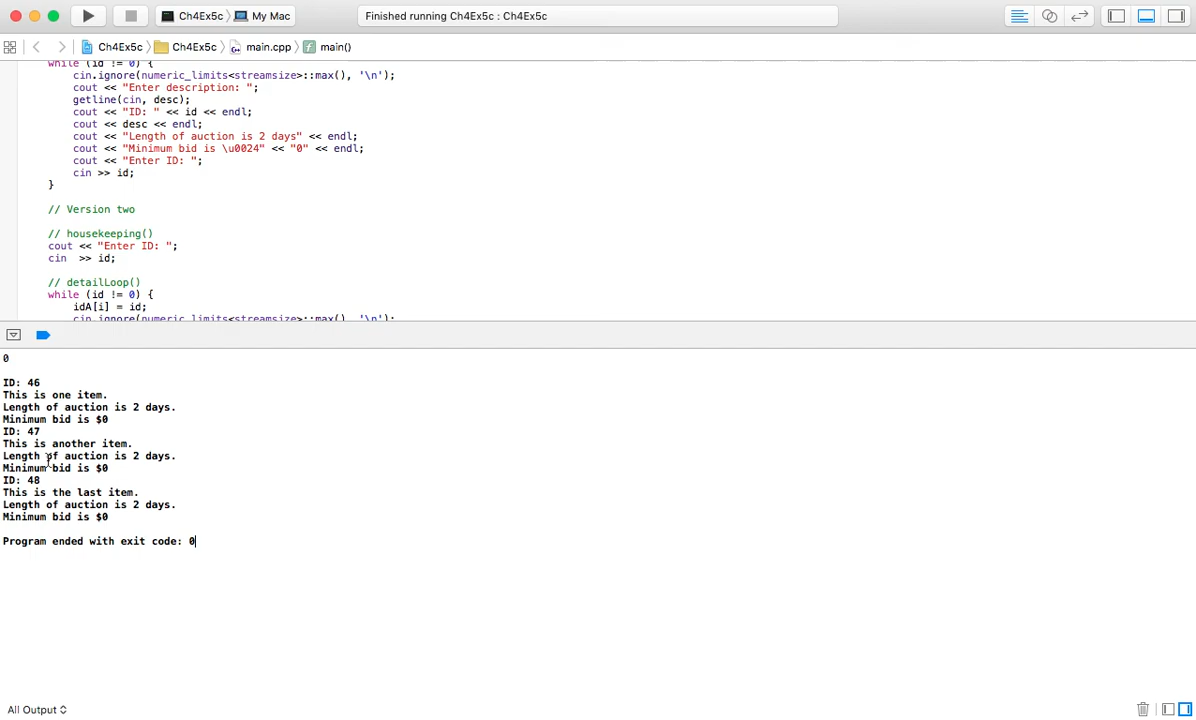 Ch4Ex5c 〉 My Mac
Finished running Ch4Ex5c : Ch4Ex5c
Ch4Ex5c 〉 Ch4Ex5c 〉 main.cpp 〉 main()
while (id != 0) {
cin.ignore(numeric_limits<streamsize>::max(), '\n');
cout << "Enter description: ";
getline(cin, desc);
cout << "ID: " << id << endl;
cout << desc << endl;
cout << "Length of auction is 2 days" << endl;
cout << "Minimum bid is \u0024" << "0" << endl;
cout << "Enter ID: ";
cin >> id;
}
// Version two
// housekeeping()
cout << "Enter ID: ";
cin  >> id;
// detailLoop()
while (id != 0) {
idA[i] = id;
cin.ignore(numeric_limits<streamsize>::max(), '\n');
0
ID: 46
This is one item.
Length of auction is 2 days.
Minimum bid is $0
ID: 47
This is another item.
Length of auction is 2 days.
Minimum bid is $0
ID: 48
This is the last item.
Length of auction is 2 days.
Minimum bid is $0
Program ended with exit code: 0
All Output